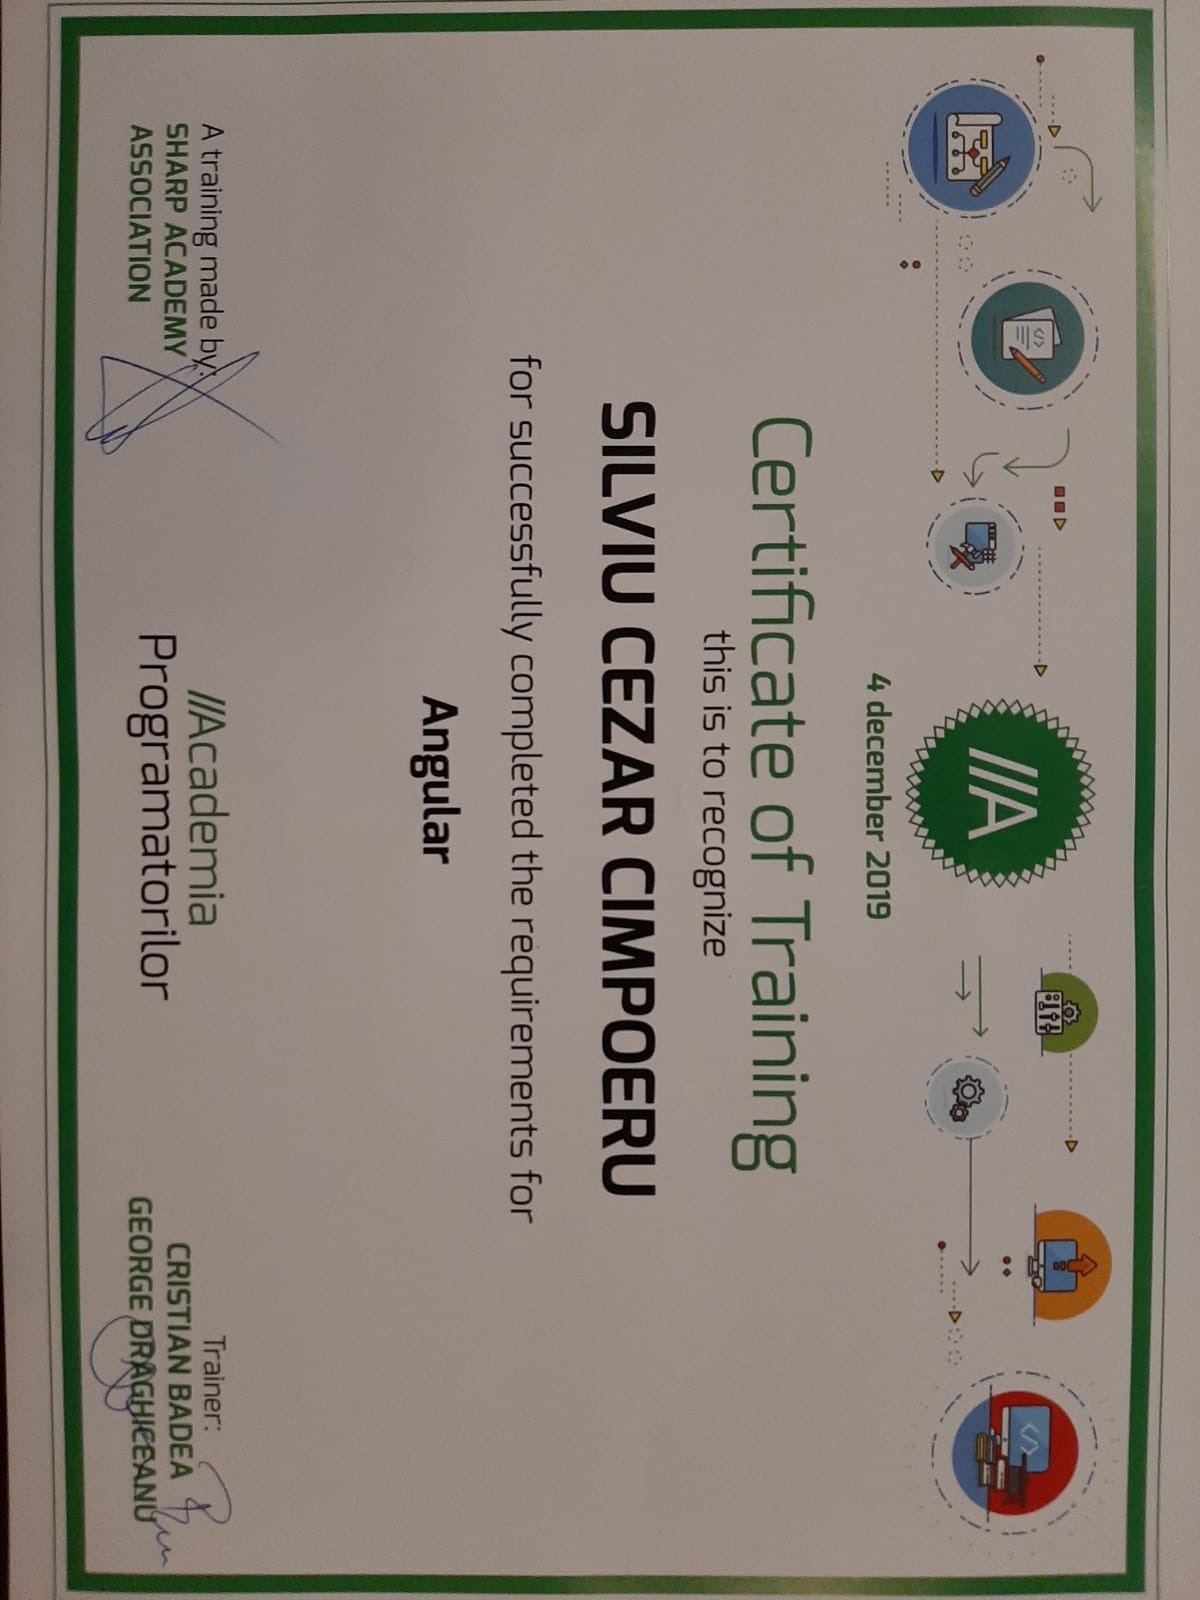 //A
4 december 2019
Certificate of Training
this is to recognize
SILVIU CEZAR CIMPOERU
for successfully completed the requirements for
Angular
A training made by:
SHARP ACADEMY
ASSOCIATION
//Academia
Programatorilor
Trainer:
CRISTIAN BADEA
GEORGE DRAGHICEANU